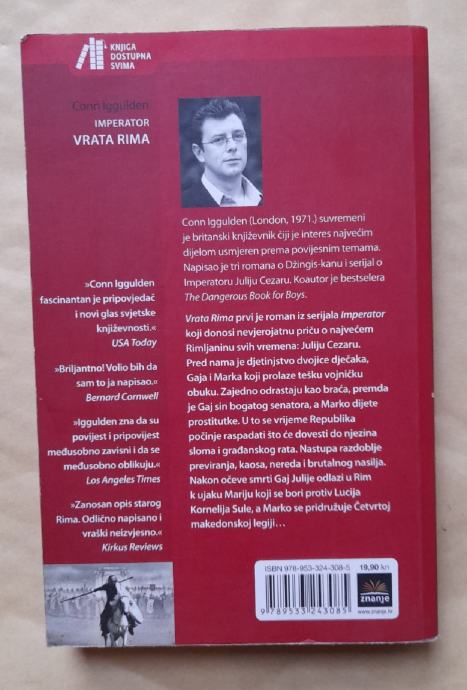 KNJIGA
DOSTUPNA
SVIMA
Conn Iggulden
IMPERATOR
VRATA RIMA
Conn Iggulden (London, 1971.) suvremeni
je britanski književnik čiji je interes najvećim
dijelom usmjeren prema povijesnim temama.
Napisao je tri romana o Džingis-kanu i serijal o
Imperatoru Juliju Cezaru. Koautor je bestselera
The Dangerous Book for Boys.
»Conn Iggulden
fascinantan je pripovjedač
i novi glas svjetske
književnosti.«
USA Today
»Briljantno! Volio bih da
sam to ja napisao.«
Bernard Cornwell
»Iggulden zna da su
povijest i pripovijest
međusobno zavisni i da se
međusobno oblikuju.«
Los Angeles Times
»Zanosan opis starog
Rima. Odlično napisano i
vraški neizvjesno.«
Kirkus Reviews
Vrata Rima prvi je roman iz serijala Imperator
koji donosi nevjerojatnu priču o najvećem
Rimljaninu svih vremena: Juliju Cezaru.
Pred nama je djetinjstvo dvojice dječaka,
Gaja i Marka koji prolaze tešku vojničku
obuku. Zajedno odrastaju kao braća, premda
je Gaj sin bogatog senatora, a Marko dijete
prostitutke. U to se vrijeme Republika
počinje raspadati što će dovesti do njezina
sloma i građanskog rata. Nastupa razdoblje
previranja, kaosa, nereda i brutalnog nasilja.
Nakon očeve smrti Gaj Julije odlazi u Rim
k ujaku Mariju koji se bori protiv Lucija
Kornelija Sule, a Marko se pridružuje Četvrtoj
makedonskoj legiji…
ISBN 978-953-324-308-5
19,90 kn
9 789533 243085
znanje
www.znanje.hr